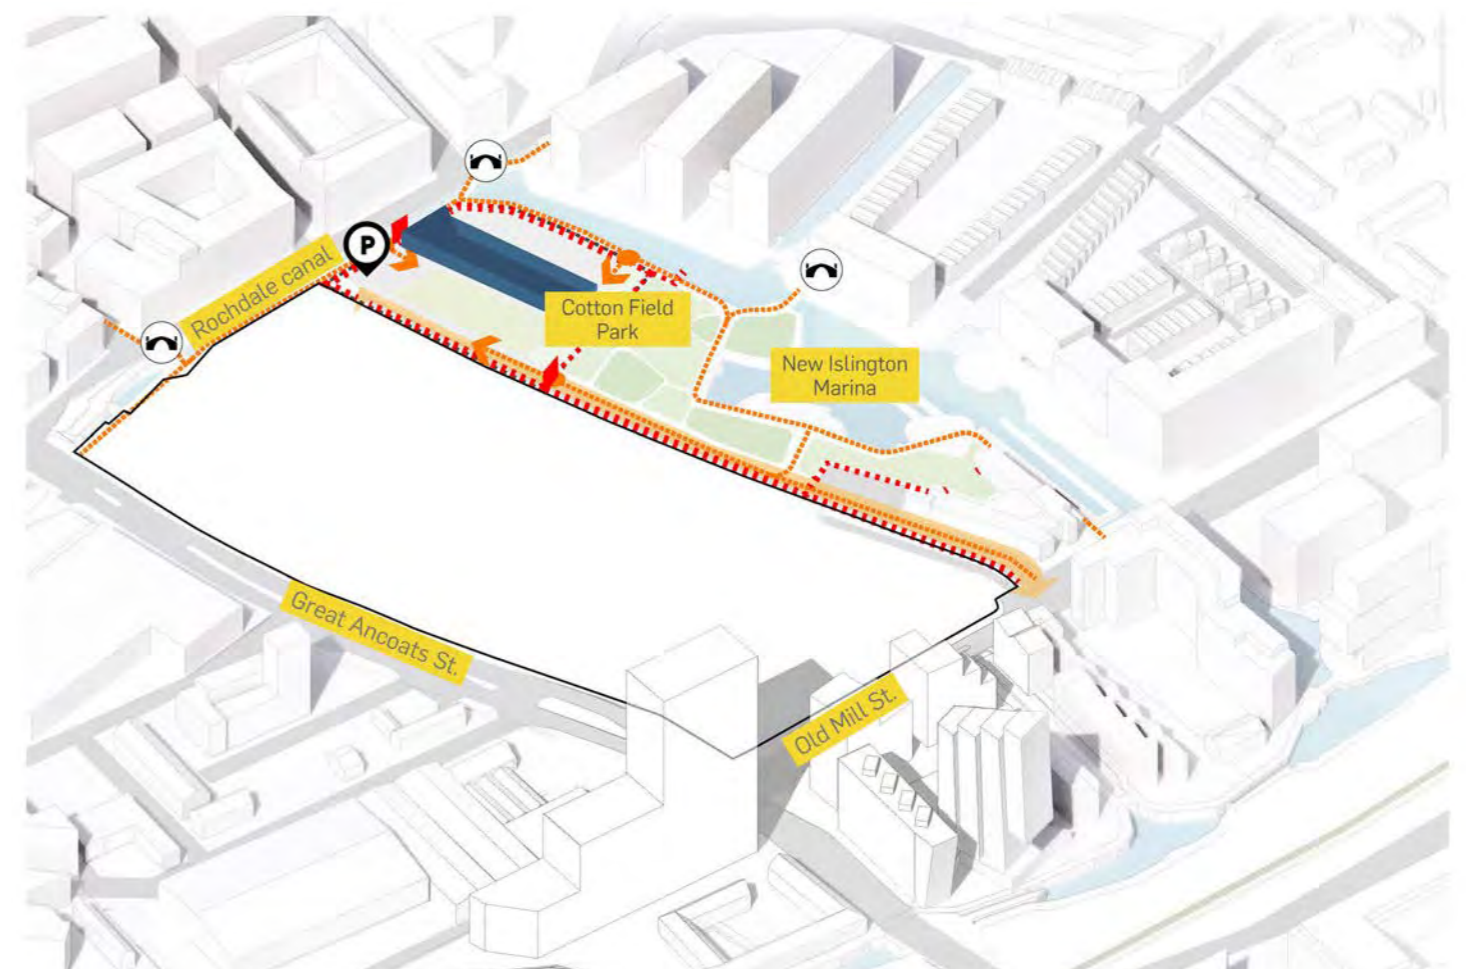 P
Rochdale canal
Cotton Field
Park
New Islington
Marina
Great Ancoats St.
Old Mill St.